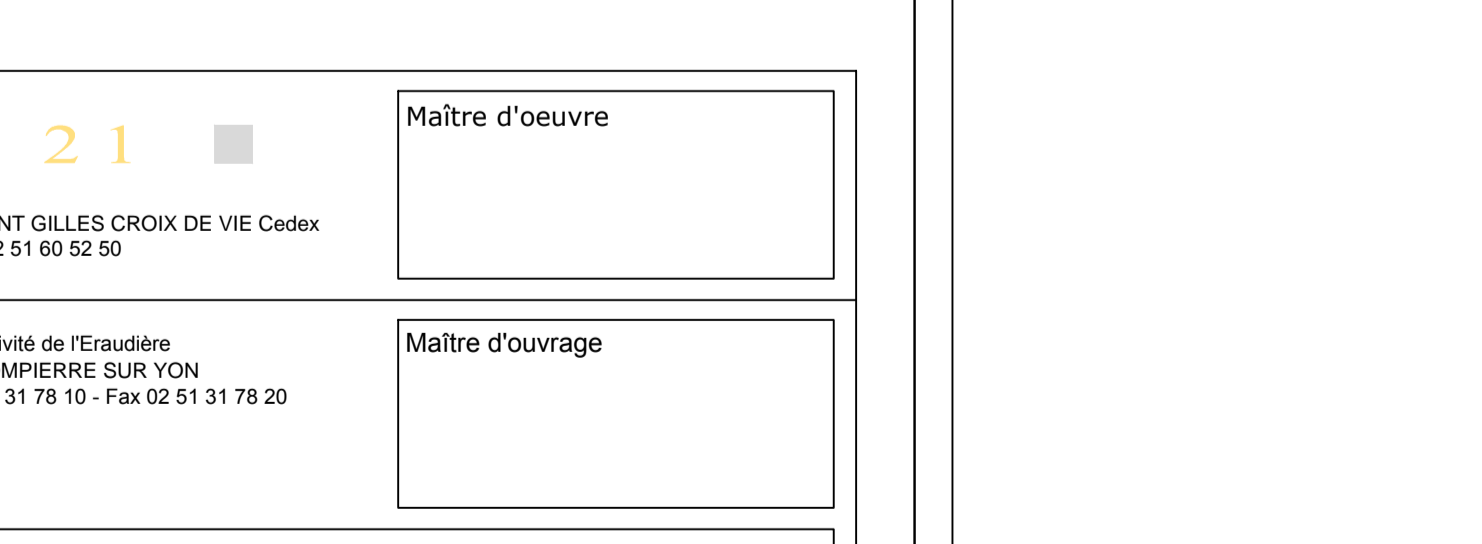 2 1
Maître d'oeuvre
NT GILLES CROIX DE VIE Cedex
2 51 60 52 50
ivité de l'Eraudière
Maître d'ouvrage
MPIERRE SUR YON
31 78 10 - Fax 02 51 31 78 20